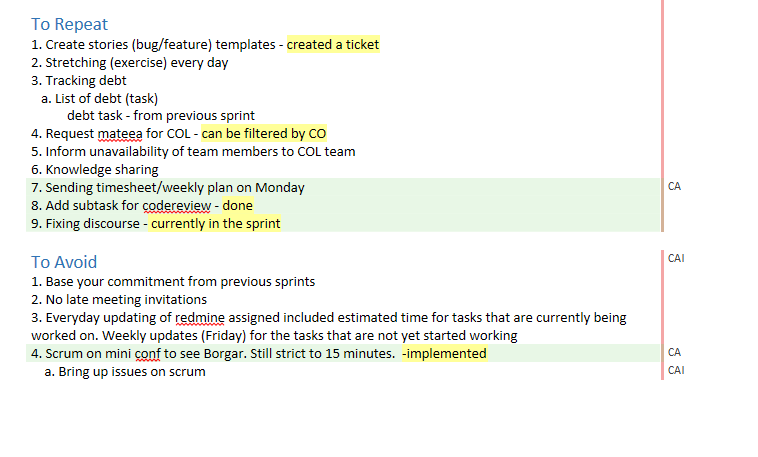 To Repeat
1. Create stories (bug/feature) templates - created a ticket
2. Stretching (exercise) every day
3. Tracking debt
a. List of debt (task)
debt task - from previous sprint
4. Request mateea for COL - can be filtered by CO
5. Inform unavailability of team members to COL team
6. Knowledge sharing
7. Sending timesheet/weekly plan on Monday CA
8. Add subtask for codereview - done
9. Fixing discourse - currently in the sprint
To Avoid CAI
1. Base your commitment from previous sprints
2. No late meeting invitations
3. Everyday updating of redmine assigned included estimated time for tasks that are currently being
worked on. Weekly updates (Friday) for the tasks that are not yet started working
4. Scrum on mini conf to see Borgar. Still strict to 15 minutes. -implemented CA
a. Bring up issues on scrum CAI